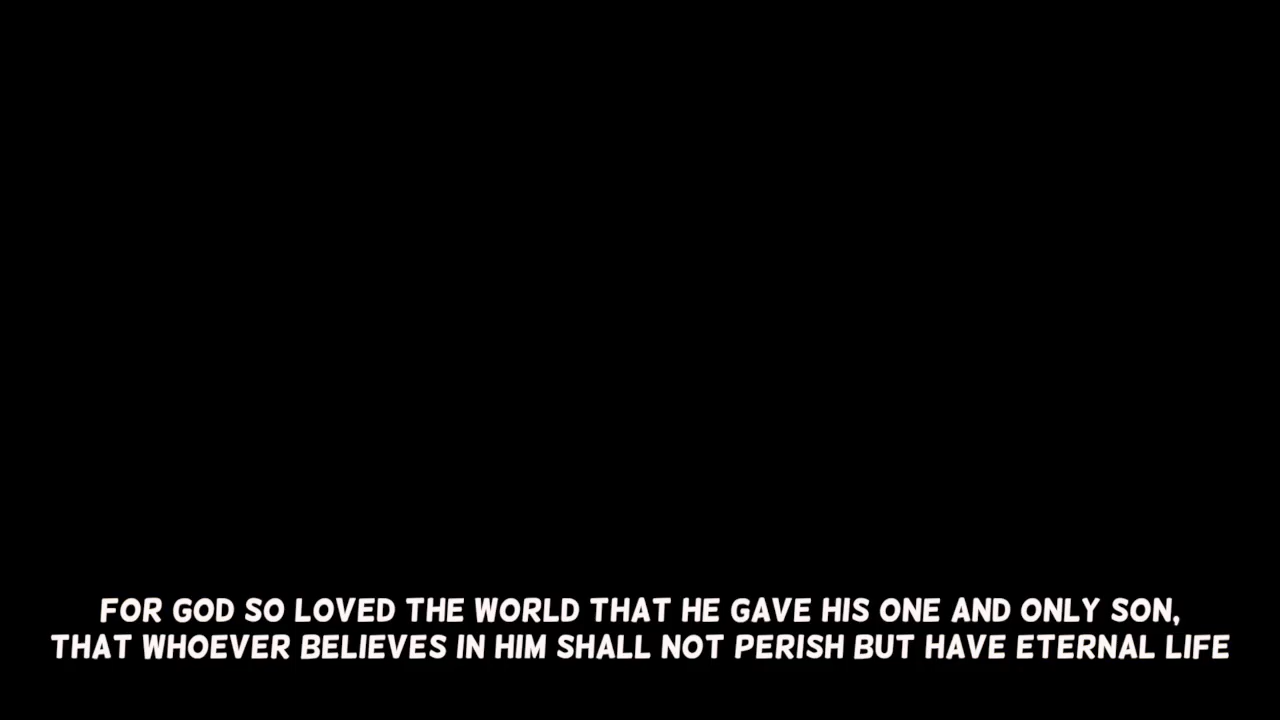 FOR GOD SO LOVED THE WORLD THAT HE GAVE HIS ONE AND ONLY SON,
THAT WHOEVER BELIEVES IN HIM SHALL NOT PERISH BUT HAVE ETERNAL LIFE